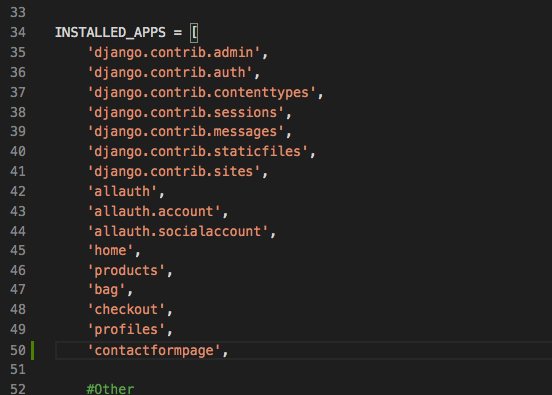 33
34 INSTALLED_APPS = [
35 'django.contrib.admin',
36 'django.contrib.auth',
37 'django.contrib.contenttypes',
38 'django.contrib.sessions',
39 'django.contrib.messages',
40 'django.contrib.staticfiles',
41 'django.contrib.sites',
42 'allauth',
43 'allauth.account',
44 'allauth.socialaccount',
45 'home',
46 'products',
47 'bag',
48 'checkout',
49 'profiles',
50 'contactformpage',
51
52 #Other